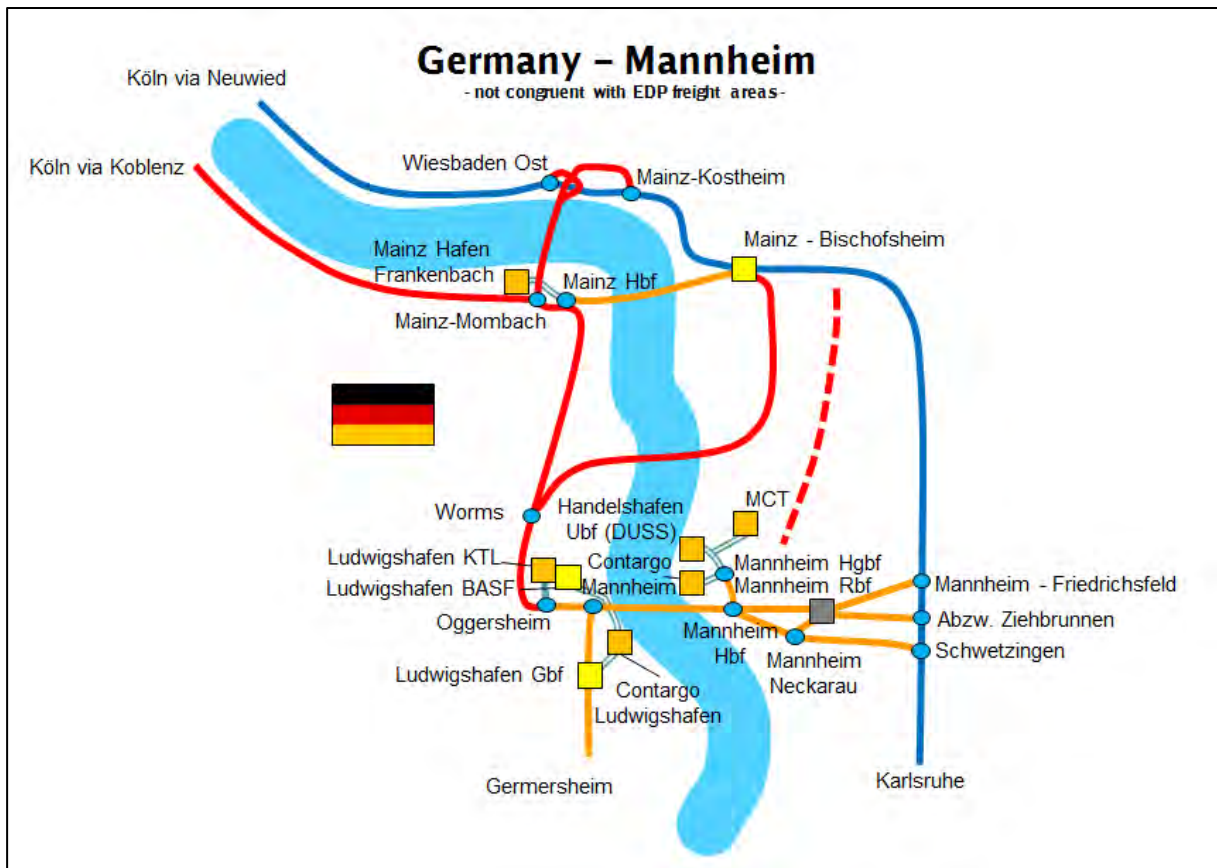 Germany – Mannheim
- not congruent with EDP freight areas -
Köln via Neuwied
Köln via Koblenz
Wiesbaden Ost
Mainz-Kostheim
Mainz Hafen
Frankenbach
Mainz Hbf
Mainz - Bischofsheim
Mainz-Mombach
Worms
Handelshafen
Ubf (DUSS)
MCT
Ludwigshafen KTL
Contargo
Mannheim
Mannheim Hgbf
Ludwigshafen BASF
Mannheim Rbf
Mannheim - Friedrichsfeld
Oggersheim
Mannheim
Hbf
Abzw. Ziehbrunnen
Mannheim
Neckarau
Schwetzingen
Ludwigshafen Gbf
Contargo
Ludwigshafen
Germersheim
Karlsruhe